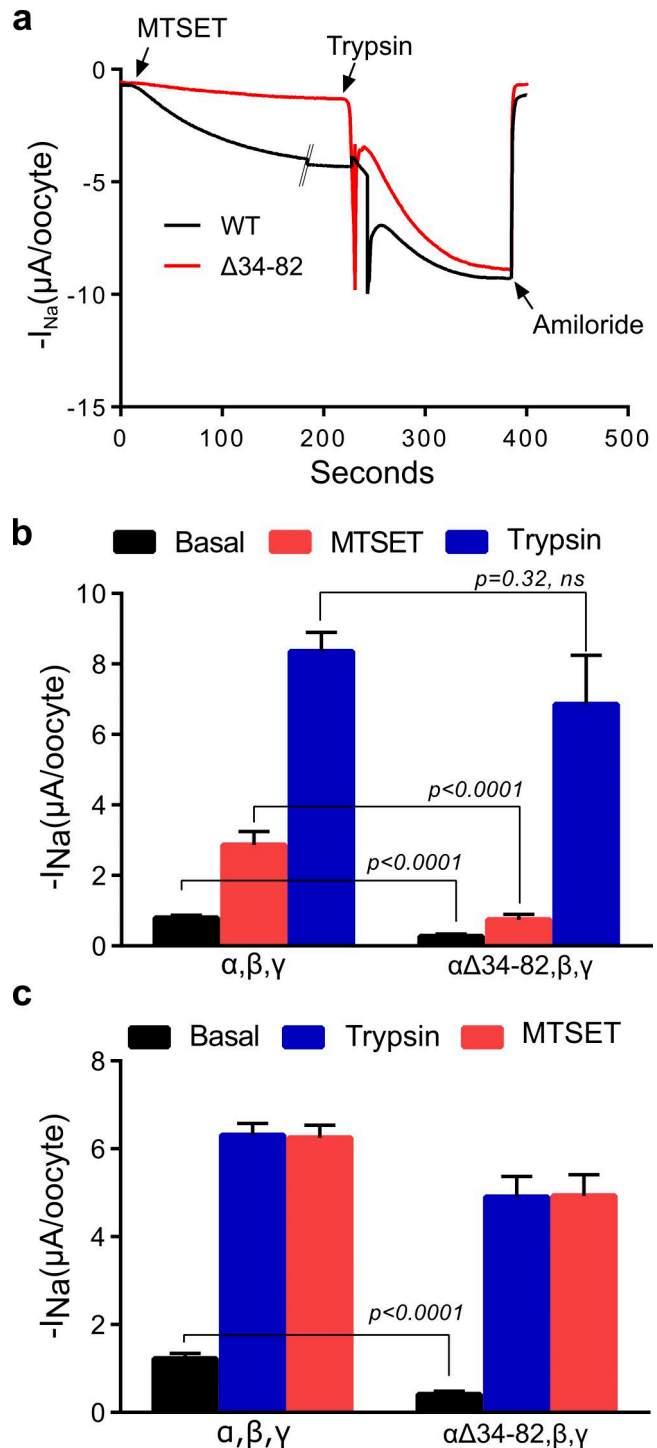 a
MTSET
Trypsin
0
-5
-10
-15
-I_Na(μA/oocyte)
WT
Δ34-82
Amiloride
0 100 200 300 400 500
Seconds
b
Basal MTSET Trypsin
10
8
6
4
2
0
-INa(μA/oocyte)
p=0.32, ns
p<0.0001
p<0.0001
α,β,γ αΔ34-82,β,γ
c
Basal Trypsin MTSET
8
6
4
2
0
-INa(μA/oocyte)
p<0.0001
α,β,γ αΔ34-82,β,γ